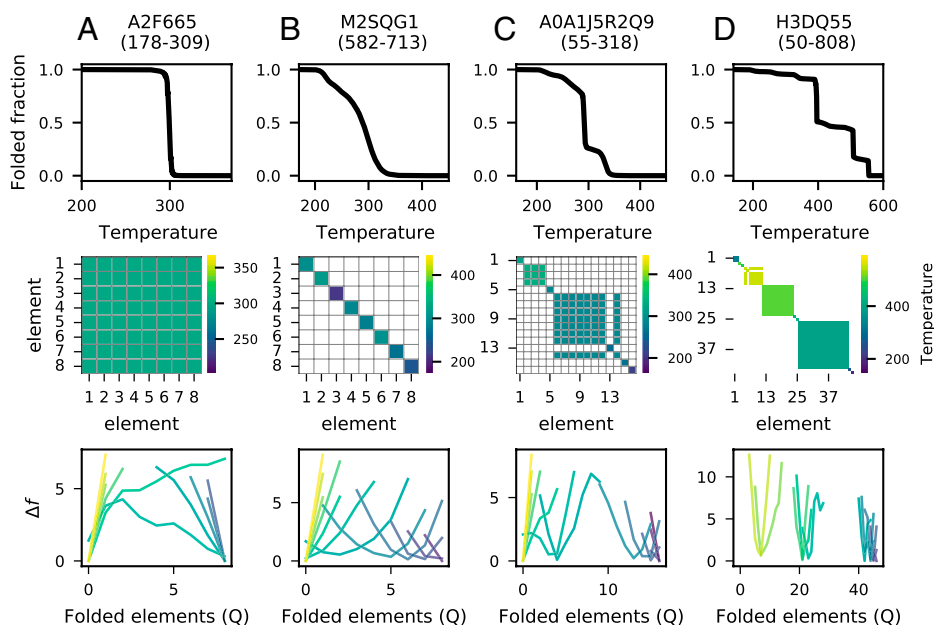 A
A2F665
(178-309)
B
M2SQG1
(582-713)
C
A0A1J5R2Q9
(55-318)
D
H3DQ55
(50-808)
Folded fraction
1.0
0.5
0.0
200
300
Temperature
1.0
0.5
0.0
200
300
400
Temperature
1.0
0.5
0.0
200
300
400
Temperature
1.0
0.5
0.0
200
400
600
Temperature
element
1
2
3
4
5
6
7
8
1 2 3 4 5 6 7 8
element
350
300
250
1
2
3
4
5
6
7
8
1 2 3 4 5 6 7 8
element
400
300
200
1
5
9
13
1 5 9 13
element
400
300
200
1
13
25
37
1 13 25 37
element
400
200
Temperature
Δf
5
0
0 5
Folded elements (Q)
5
0
0 5
Folded elements (Q)
5
0
0 10
Folded elements (Q)
10
5
0
0 20 40
Folded elements (Q)